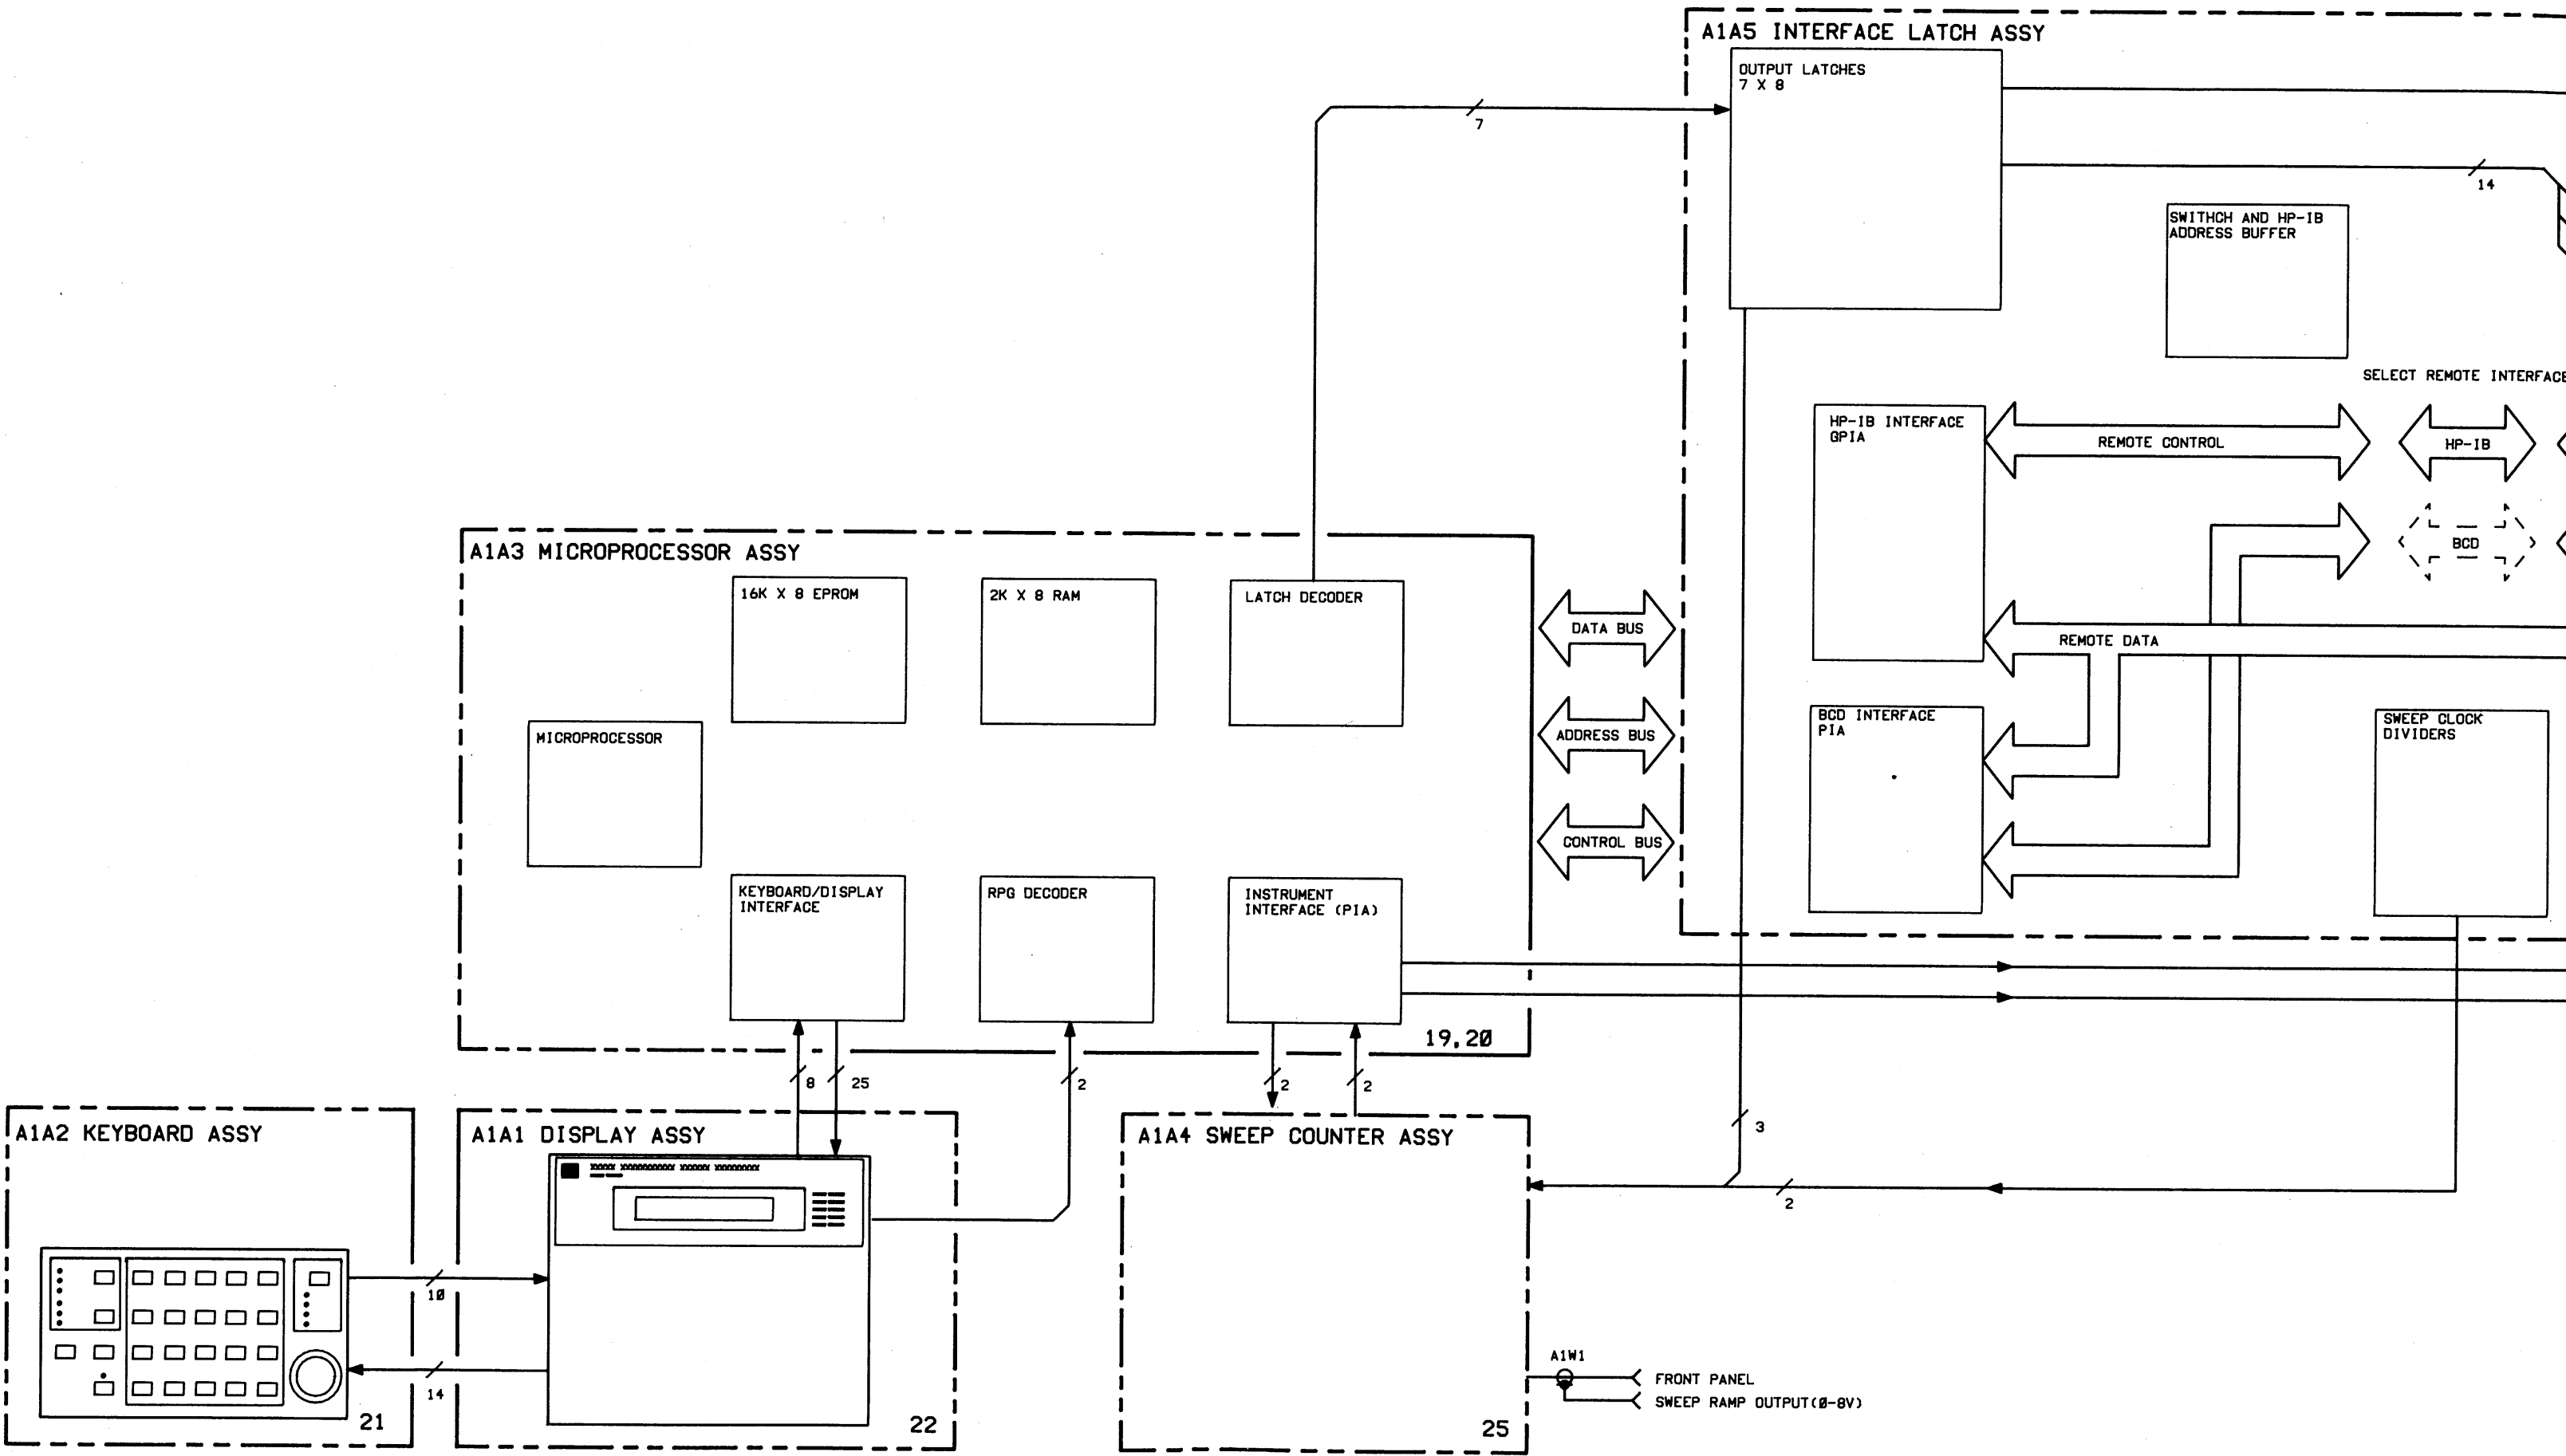 A1A5 INTERFACE LATCH ASSY
OUTPUT LATCHES
7 X 8
7
14
SWITHCH AND HP-IB
ADDRESS BUFFER
SELECT REMOTE INTERFACE
HP-IB INTERFACE
GPIA
REMOTE CONTROL
HP-IB
BCD
REMOTE DATA
BCD INTERFACE
PIA
SWEEP CLOCK
DIVIDERS
A1A3 MICROPROCESSOR ASSY
16K X 8 EPROM
2K X 8 RAM
LATCH DECODER
DATA BUS
MICROPROCESSOR
ADDRESS BUS
CONTROL BUS
KEYBOARD/DISPLAY
INTERFACE
RPG DECODER
INSTRUMENT
INTERFACE (PIA)
19,20
8
25
2
2
2
3
2
A1A2 KEYBOARD ASSY
A1A1 DISPLAY ASSY
XXXXX XXXXXXXXXX XXXXXX XXXXXXXXX
A1A4 SWEEP COUNTER ASSY
10
14
21
22
25
A1W1
FRONT PANEL
SWEEP RAMP OUTPUT(0-8V)